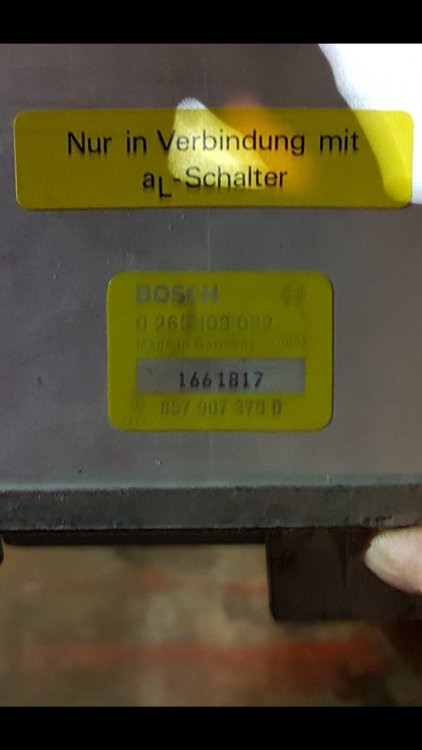 Nur in Verbindung mit
aL-Schalter
BOSCH
0 265 103 032
Made in Germany
1661817
857 907 379 D